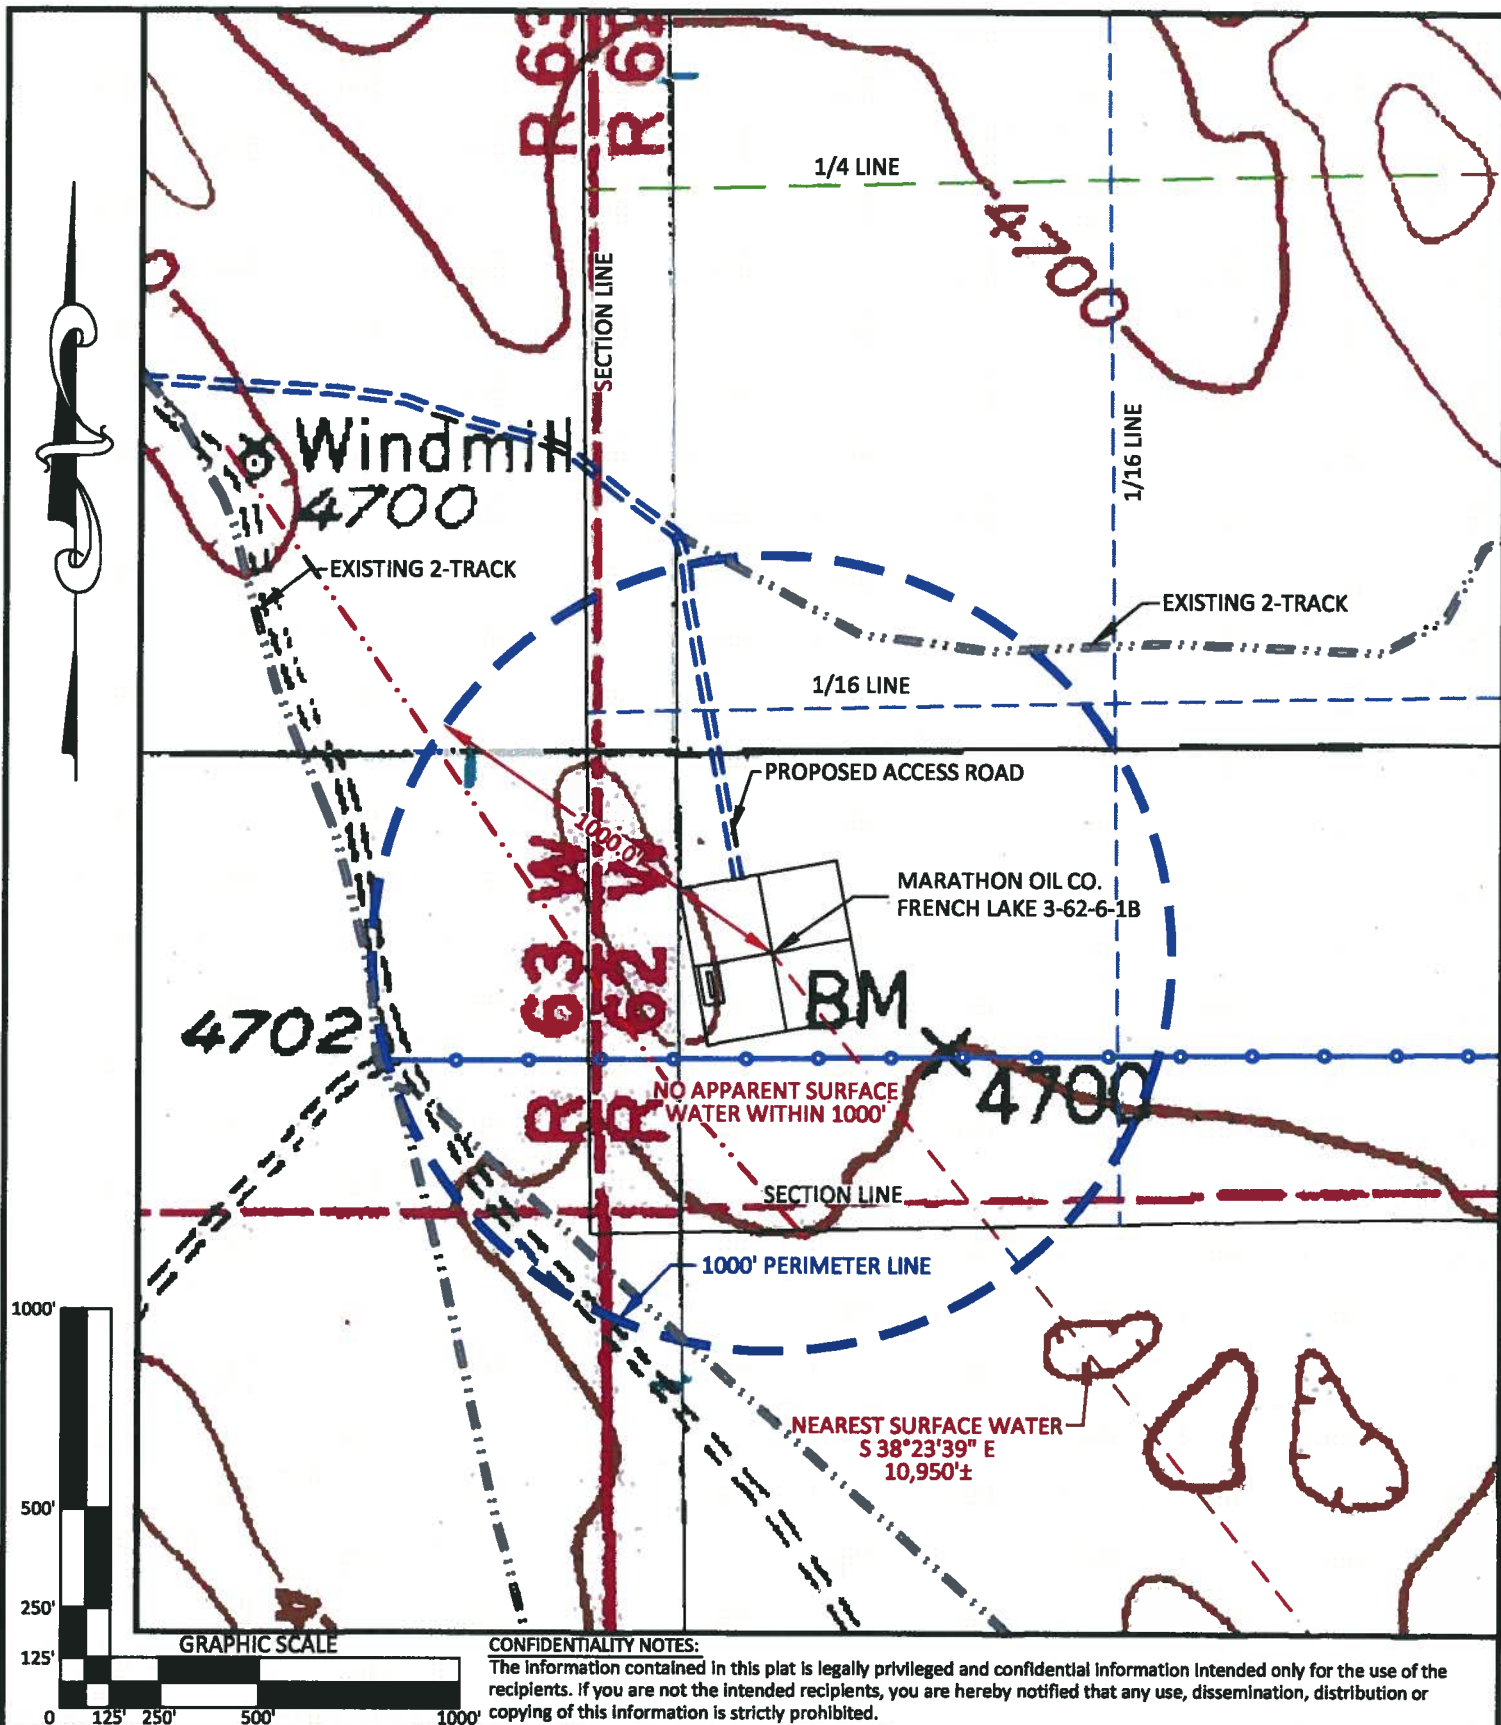 R 63
R 62
1/4 LINE
4700
SECTION LINE
1/16 LINE
Windmill
4700
EXISTING 2-TRACK
EXISTING 2-TRACK
1/16 LINE
PROPOSED ACCESS ROAD
1000.0'
MARATHON OIL CO.
FRENCH LAKE 3-62-6-1B
R 63 W
R 62 W
BM
4702
4700
NO APPARENT SURFACE
WATER WITHIN 1000'
SECTION LINE
1000' PERIMETER LINE
NEAREST SURFACE WATER
S 38°23'39" E
10,950'±
1000'
500'
250'
125'
GRAPHIC SCALE
0 125' 250' 500' 1000'
CONFIDENTIALITY NOTES:
The information contained in this plat is legally privileged and confidential information intended only for the use of the
recipients. If you are not the intended recipients, you are hereby notified that any use, dissemination, distribution or
copying of this information is strictly prohibited.